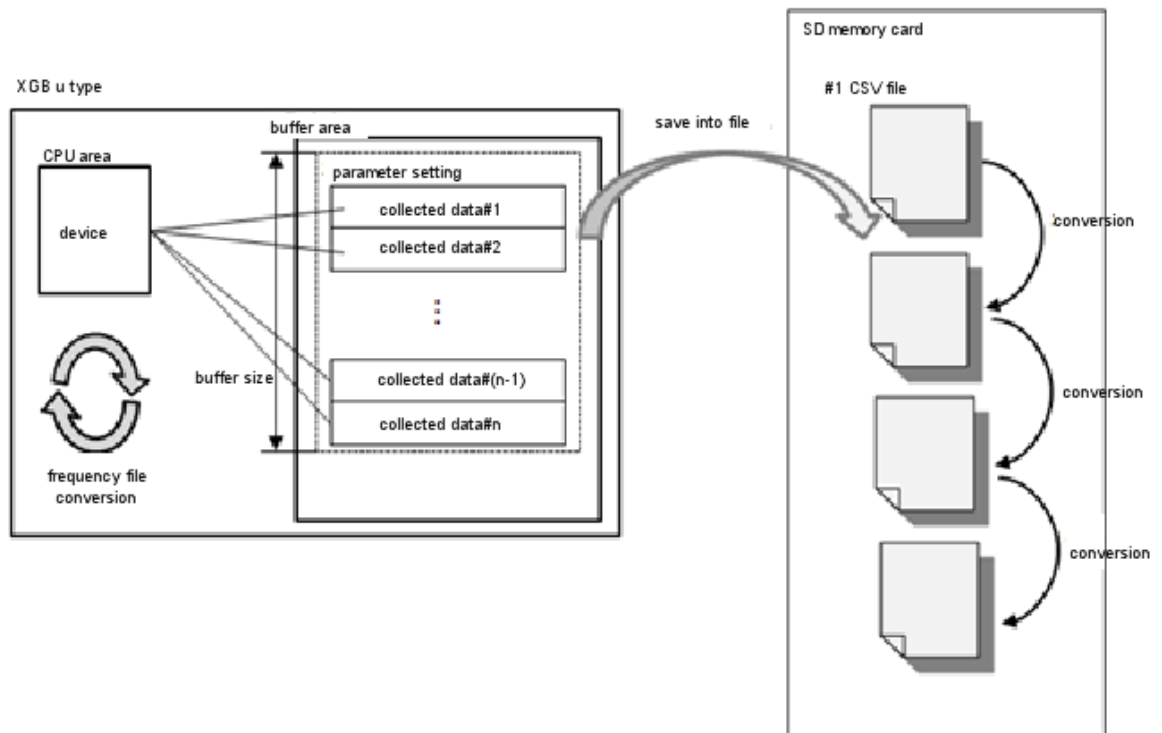 SD memory card
XGB u type
#1 CSV file
buffer area
save into file
CPU area
parameter setting
collected data#1
conversion
device
collected data#2
buffer size
collected data#(n-1)
conversion
collected data#n
frequency file
conversion
conversion